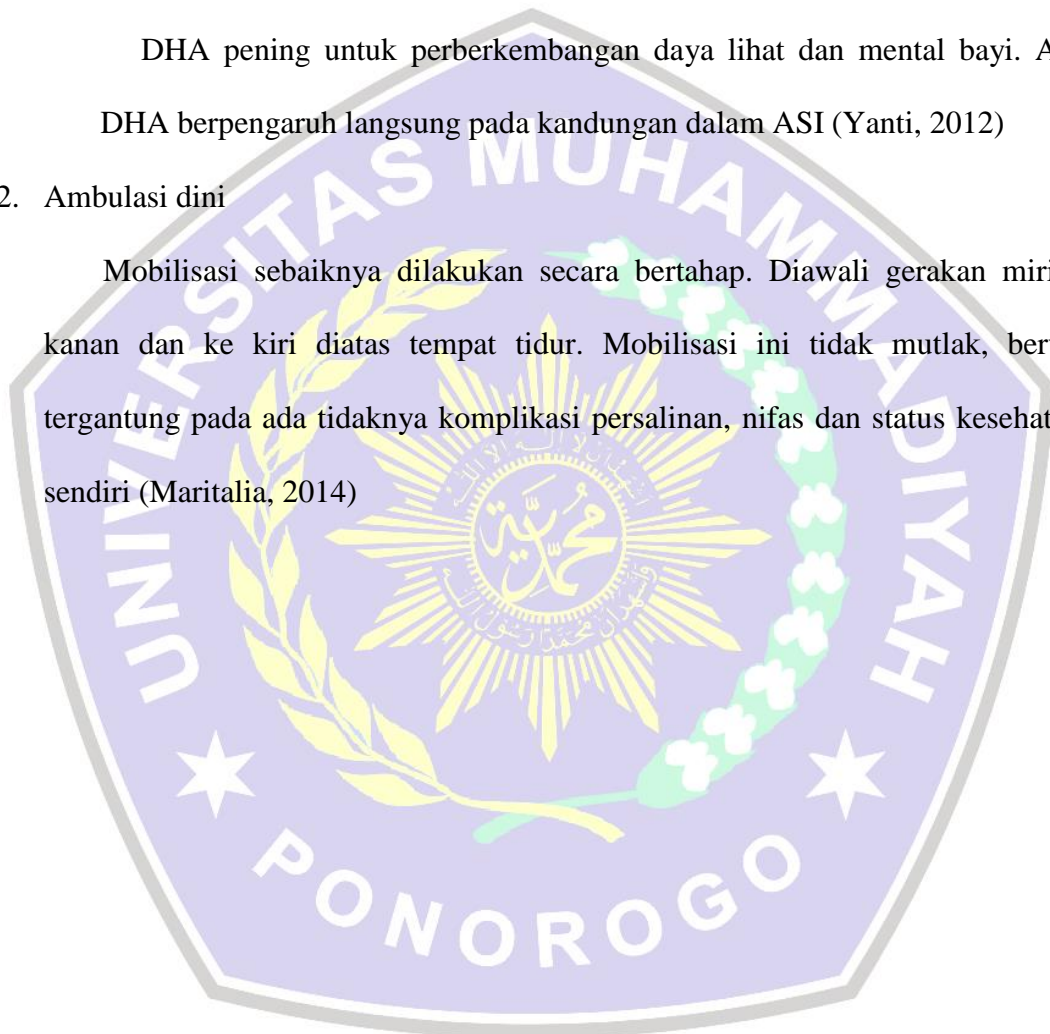 DHA pening untuk perberkembangan daya lihat dan mental bayi. A
DHA berpengaruh langsung pada kandungan dalam ASI (Yanti, 2012)
2. Ambulasi dini
Mobilisasi sebaiknya dilakukan secara bertahap. Diawali gerakan miri
kanan dan ke kiri diatas tempat tidur. Mobilisasi ini tidak mutlak, ber
tergantung pada ada tidaknya komplikasi persalinan, nifas dan status kesehat
sendiri (Maritalia, 2014)
UNIVERSITAS MUHAMMADIYAH
PONOROGO
محمدية